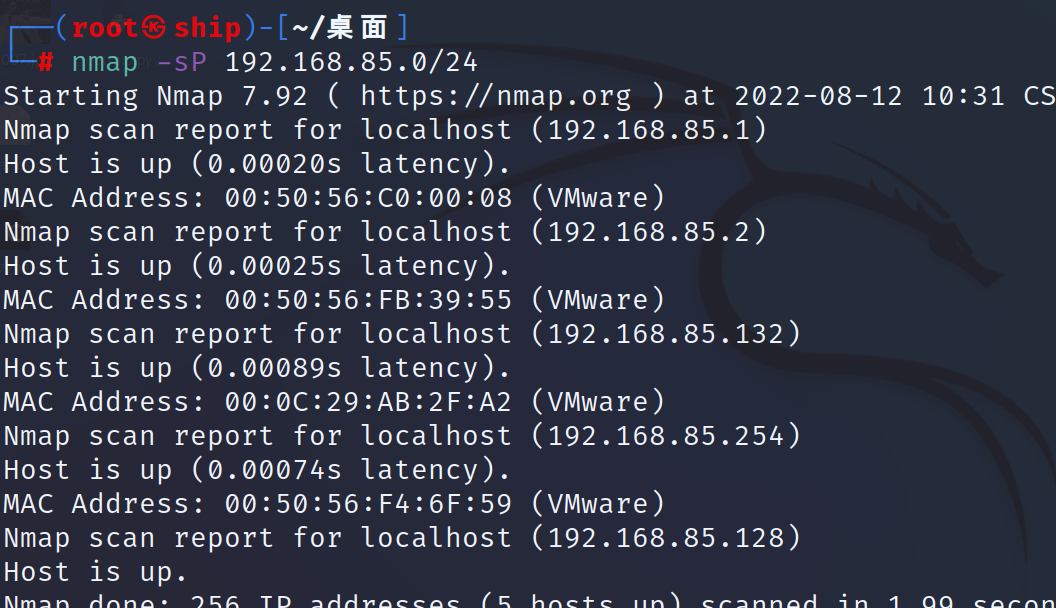 ┌──(root㉿ship)-[~/桌面]
└─# nmap -sP 192.168.85.0/24
Starting Nmap 7.92 ( https://nmap.org ) at 2022-08-12 10:31 CS
Nmap scan report for localhost (192.168.85.1)
Host is up (0.00020s latency).
MAC Address: 00:50:56:C0:00:08 (VMware)
Nmap scan report for localhost (192.168.85.2)
Host is up (0.00025s latency).
MAC Address: 00:50:56:FB:39:55 (VMware)
Nmap scan report for localhost (192.168.85.132)
Host is up (0.00089s latency).
MAC Address: 00:0C:29:AB:2F:A2 (VMware)
Nmap scan report for localhost (192.168.85.254)
Host is up (0.00074s latency).
MAC Address: 00:50:56:F4:6F:59 (VMware)
Nmap scan report for localhost (192.168.85.128)
Host is up.
Nmap done: 256 IP addresses (5 hosts up) scanned in 1.99 secon